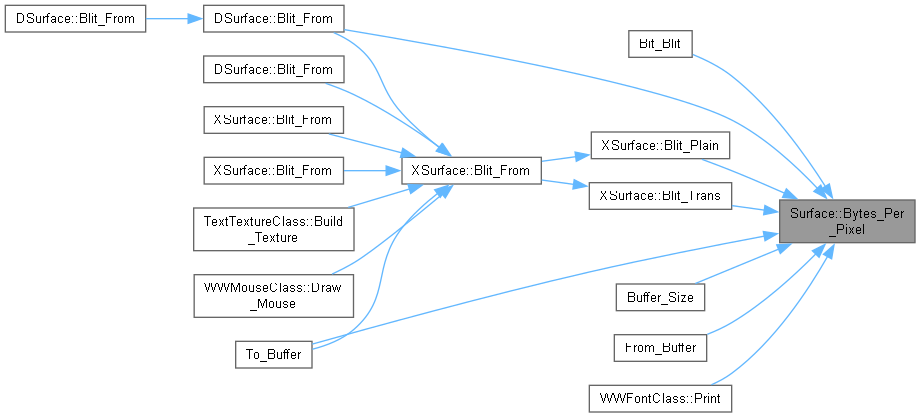 DSurface::Blit_From
DSurface::Blit_From
Bit_Blit
DSurface::Blit_From
XSurface::Blit_From
XSurface::Blit_Plain
XSurface::Blit_From
XSurface::Blit_From
XSurface::Blit_Trans
TextTextureClass::Build
_Texture
Surface::Bytes_Per
_Pixel
WWMouseClass::Draw
_Mouse
Buffer_Size
To_Buffer
From_Buffer
WWFontClass::Print